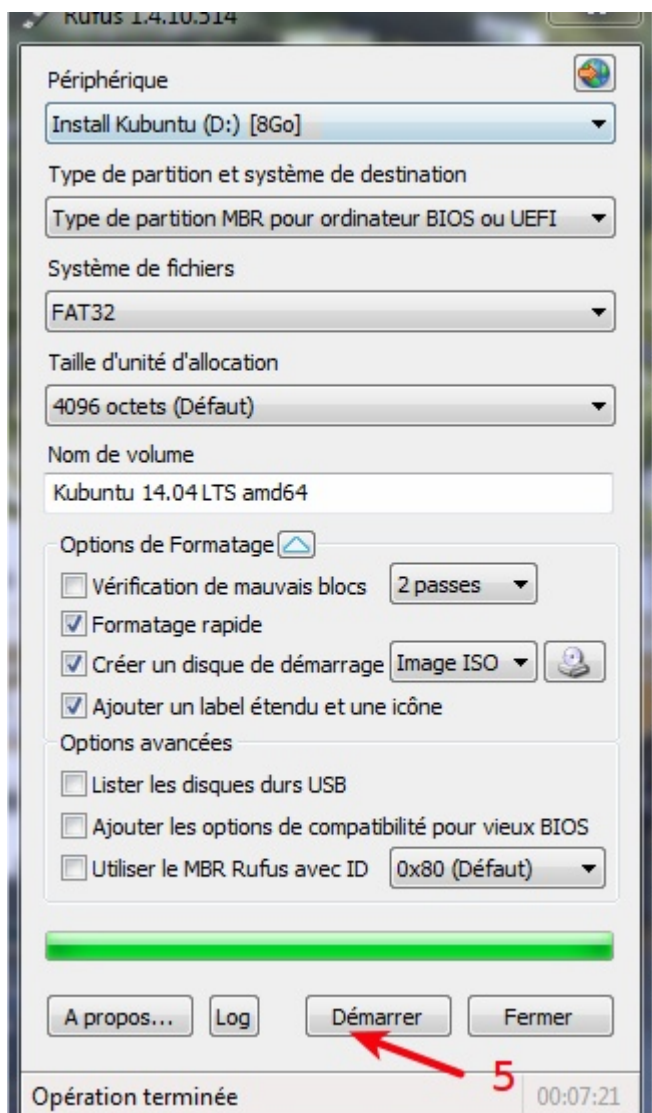 Rufus 1.4.10.514
Périphérique
Install Kubuntu (D:) [8Go]
Type de partition et système de destination
Type de partition MBR pour ordinateur BIOS ou UEFI
Système de fichiers
FAT32
Taille d'unité d'allocation
4096 octets (Défaut)
Nom de volume
Kubuntu 14.04 LTS amd64
Options de Formatage
Vérification de mauvais blocs 2 passes
Formatage rapide
Créer un disque de démarrage Image ISO
Ajouter un label étendu et une icône
Options avancées
Lister les disques durs USB
Ajouter les options de compatibilité pour vieux BIOS
Utiliser le MBR Rufus avec ID 0x80 (Défaut)
A propos... Log Démarrer Fermer
5
Opération terminée 00:07:21